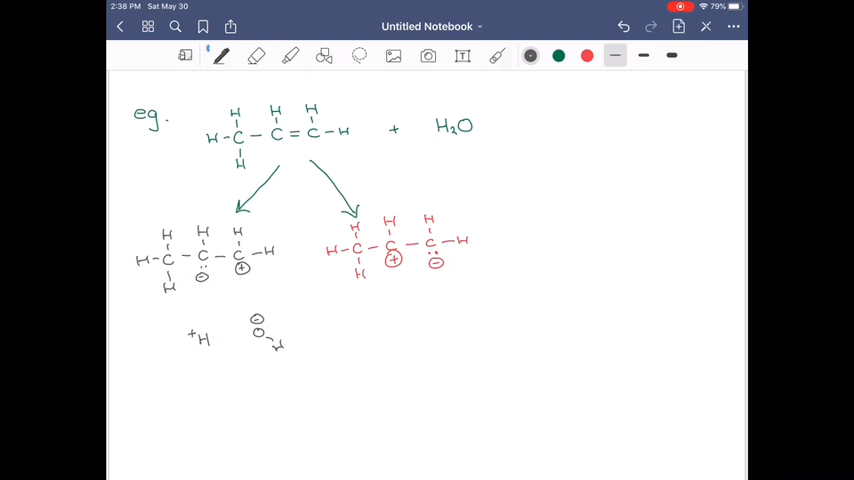 2:38 PM Sat May 30
79%
Untitled Notebook
T
eg.
H H H
H - C - C = C - H + H₂O
H
H H H
H - C - C - C - H
⊖ ⊕
H
H H H
H - C - C - C - H
⊕ ⊖
H
⊖
+H O
H